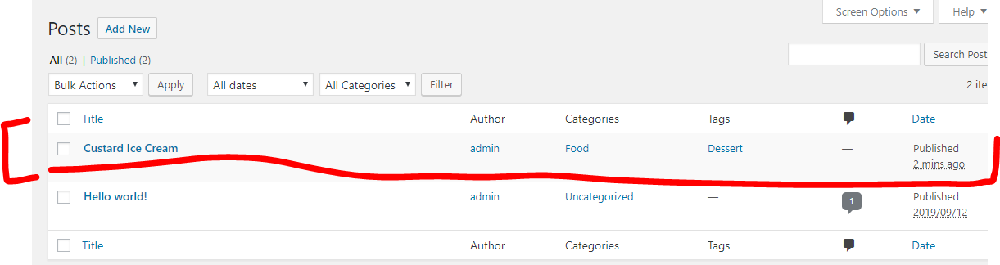 Screen Options ▼ Help ▼
Posts Add New
All (2) | Published (2)
Search Post
Bulk Actions ▼ Apply All dates ▼ All Categories ▼ Filter
2 ite
Title Author Categories Tags Date
Custard Ice Cream admin Food Dessert — Published
2 mins ago
Hello world! admin Uncategorized — 1 Published
2019/09/12
Title Author Categories Tags Date